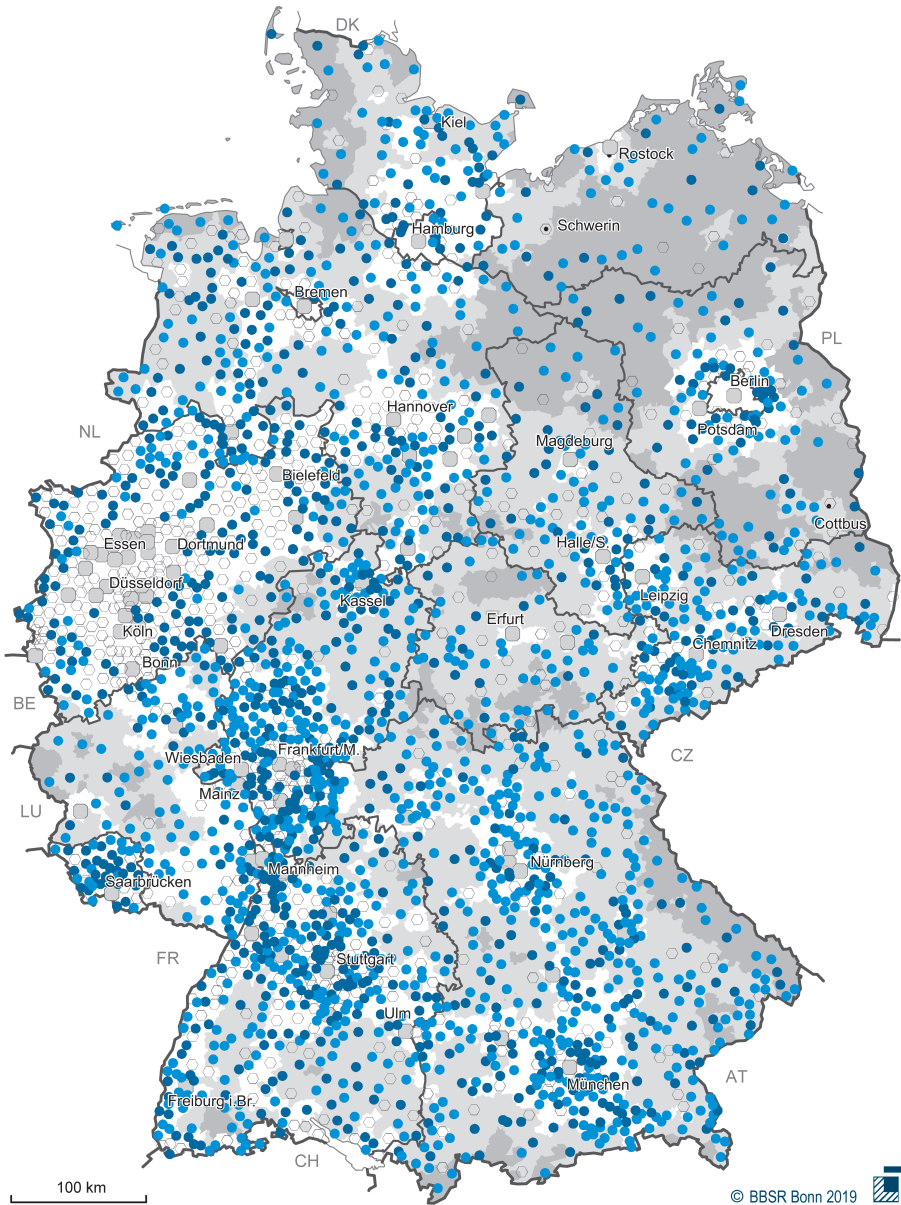 DK
Kiel
Rostock
Hamburg
Schwerin
Bremen
PL
Berlin
Hannover
NL
Potsdam
Magdeburg
Bielefeld
Cottbus
Essen
Dortmund
Halle/S.
Düsseldorf
Leipzig
Kassel
Erfurt
Köln
Dresden
Chemnitz
Bonn
BE
Frankfurt/M.
Wiesbaden
CZ
Mainz
LU
Nürnberg
Mannheim
Saarbrücken
FR
Stuttgart
Ulm
AT
München
Freiburg i.Br.
CH
100 km
© BBSR Bonn 2019